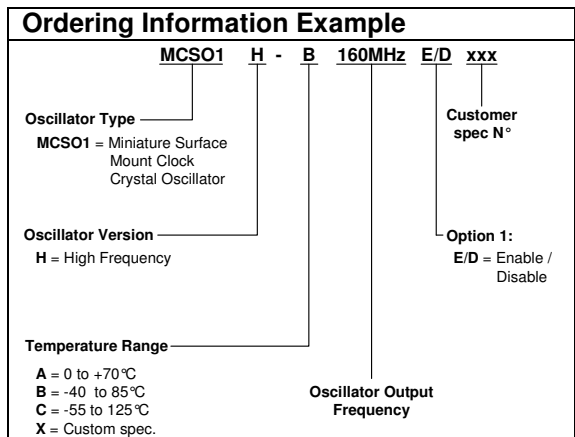 Ordering Information Example
MCSO1 H - B 160MHz E/D xxx
Oscillator Type
MCSO1 = Miniature Surface
Mount Clock
Crystal Oscillator
Customer
spec N°
Oscillator Version
H = High Frequency
Option 1:
E/D = Enable /
Disable
Temperature Range
A = 0 to +70°C
B = -40 to 85°C
C = -55 to 125°C
X = Custom spec.
Oscillator Output
Frequency